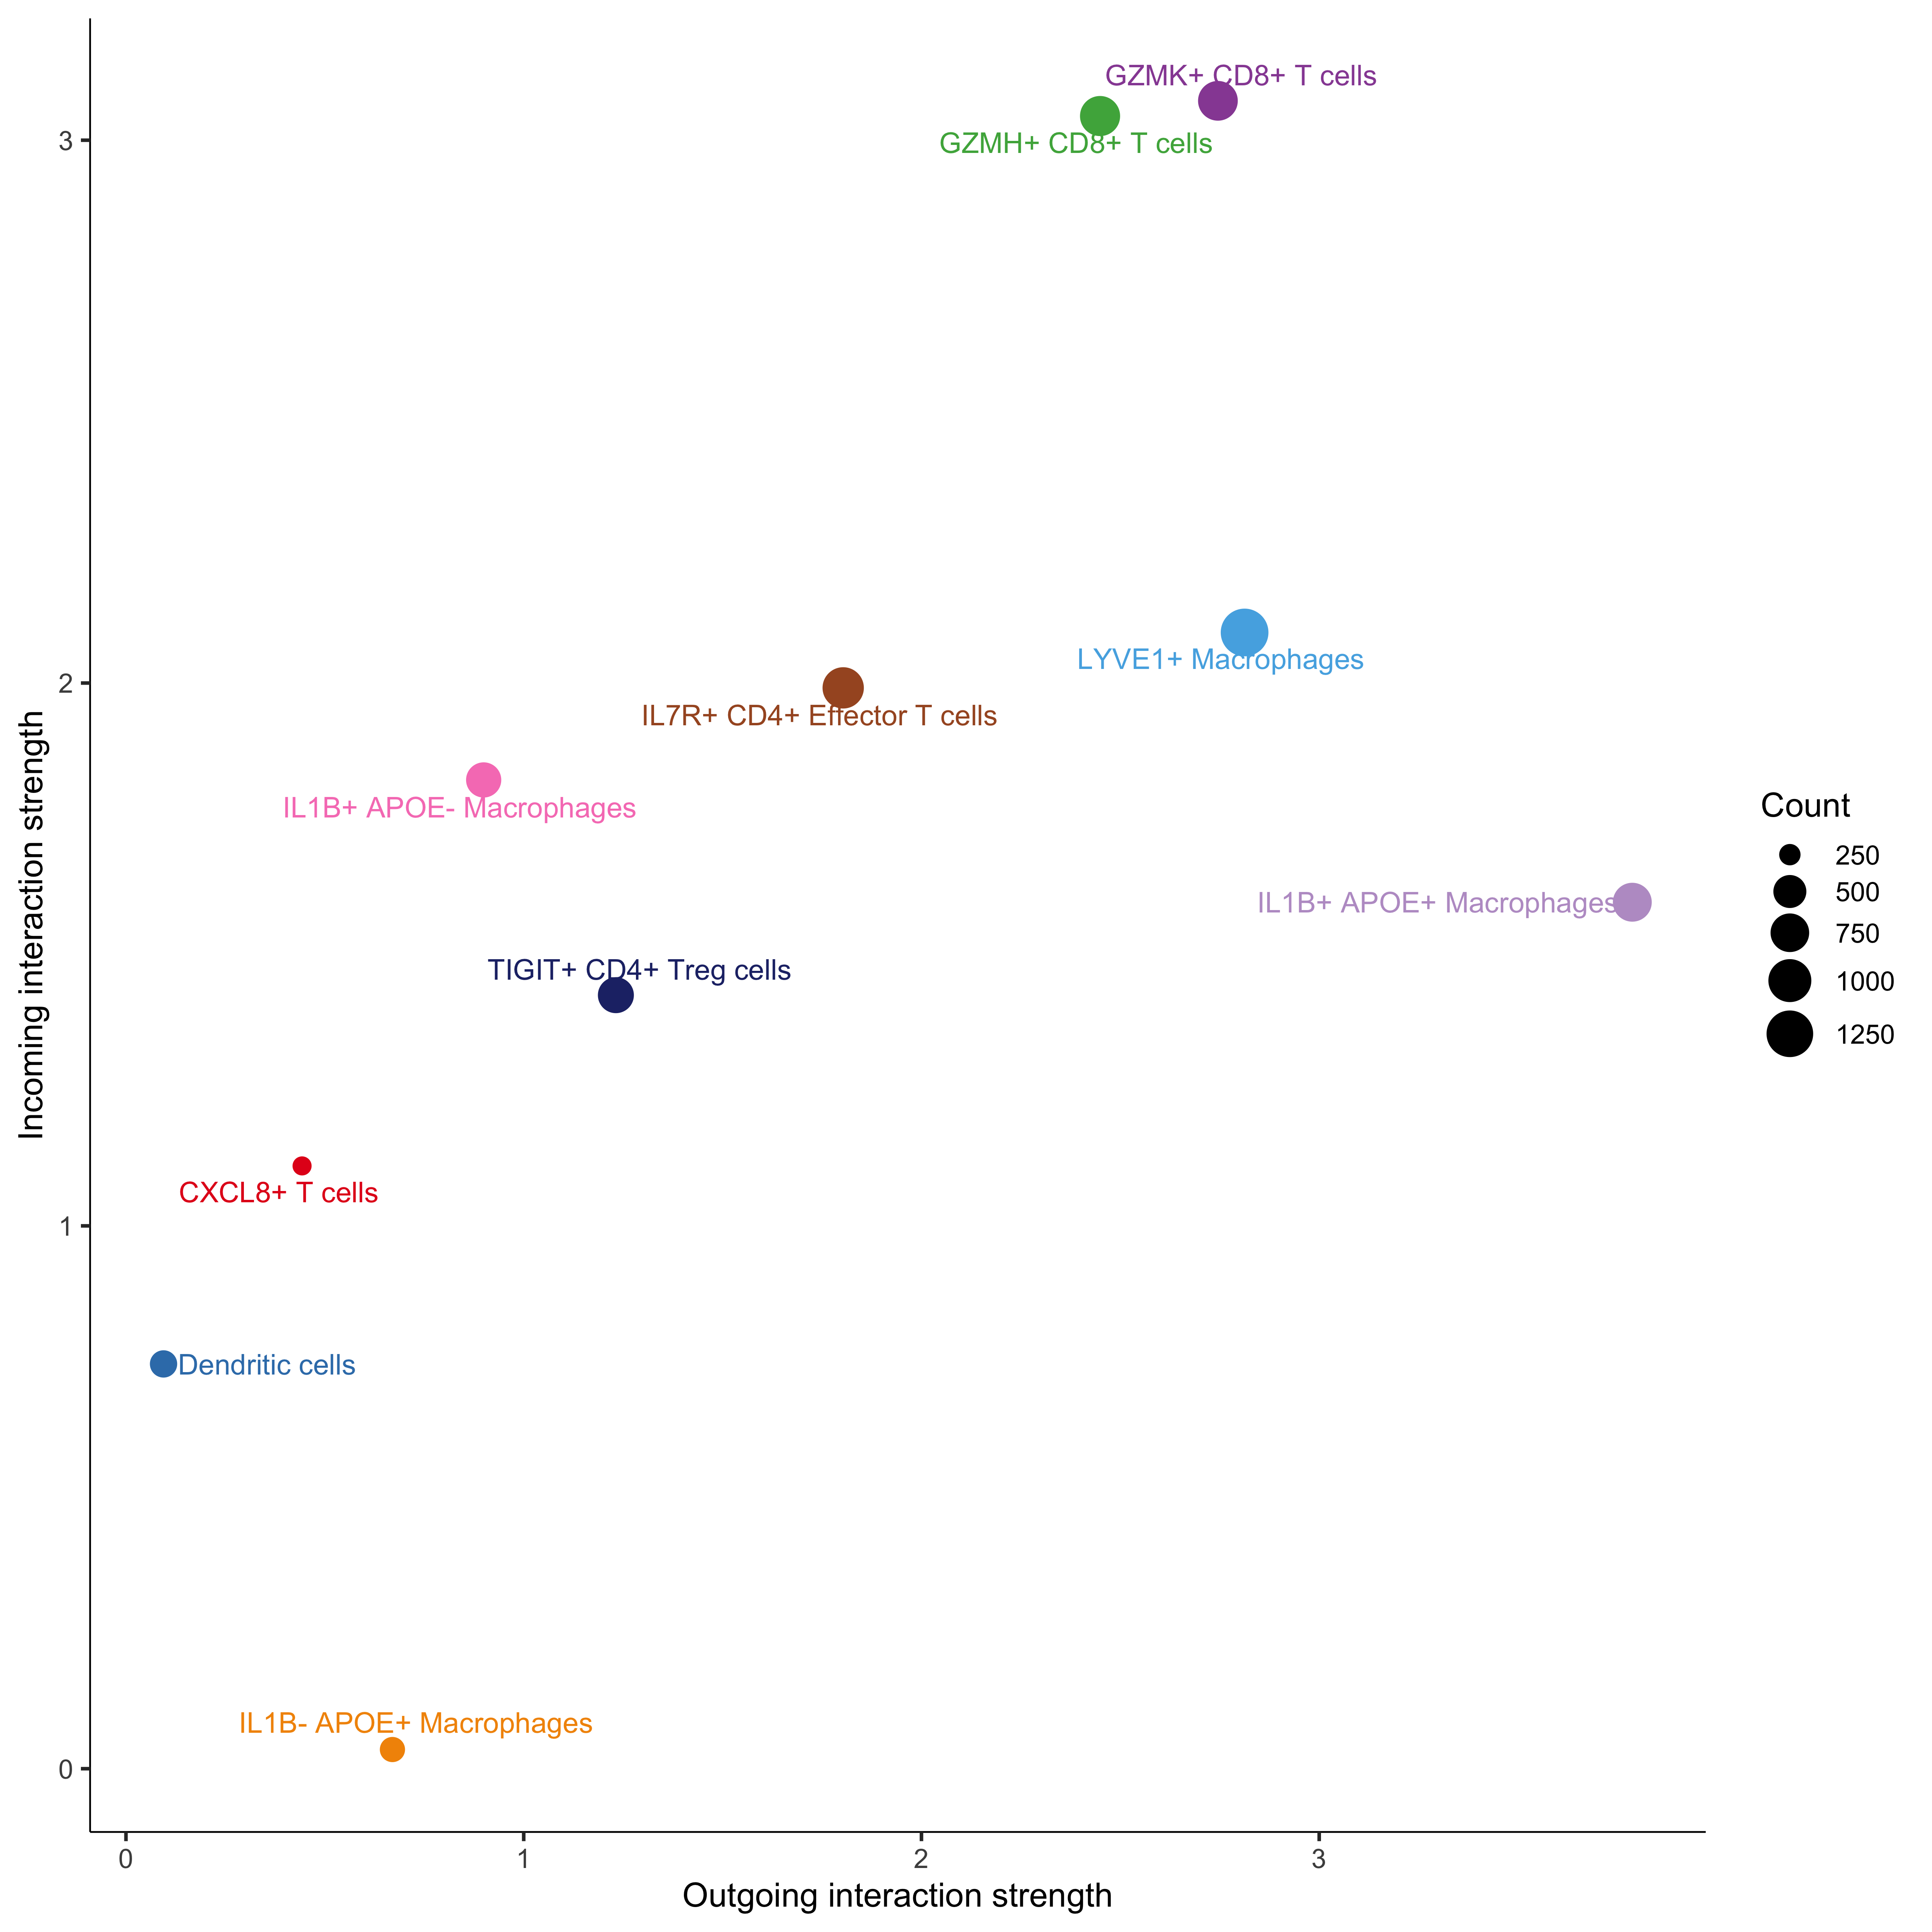 GZMK+ CD8+ T cells
GZMH+ CD8+ T cells
3
LYVE1+ Macrophages
2
IL7R+ CD4+ Effector T cells
IL1B+ APOE- Macrophages
IL1B+ APOE+ Macrophages
TIGIT+ CD4+ Treg cells
CXCL8+ T cells
1
Dendritic cells
IL1B- APOE+ Macrophages
0
Incoming interaction strength
0
1
2
3
Outgoing interaction strength
Count
250
500
750
1000
1250